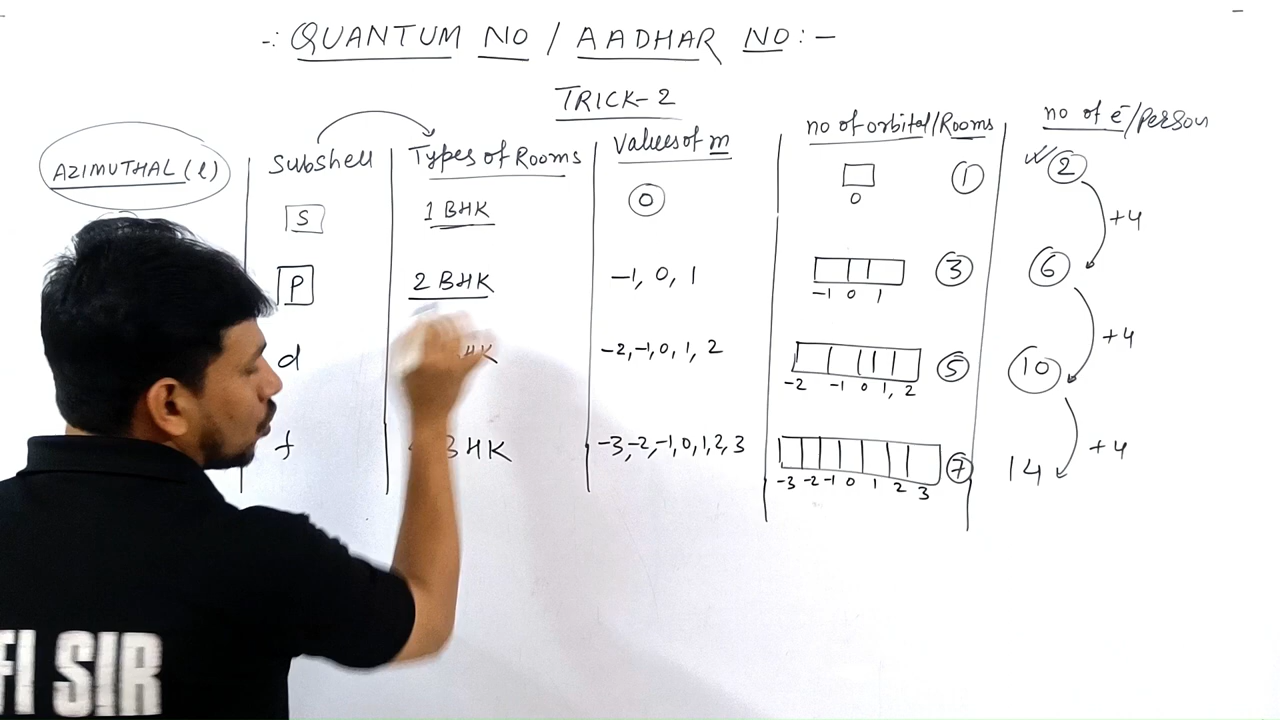 -: QUANTUM NO / AADHAR NO : -
TRICK-2
AZIMUTHAL (l) Subshell Types of Rooms Values of m no of orbital/Rooms no of e⁻/person
S 1 BHK 0 0 1 2
+4
P 2 BHK -1, 0, 1 -1 0 1 3 6
+4
d HK -2,-1,0,1,2 -2 -1 0 1, 2 5 10
+4
f BHK -3,-2,-1,0,1,2,3 -3 -2 -1 0 1 2 3 7 14
FI SIR